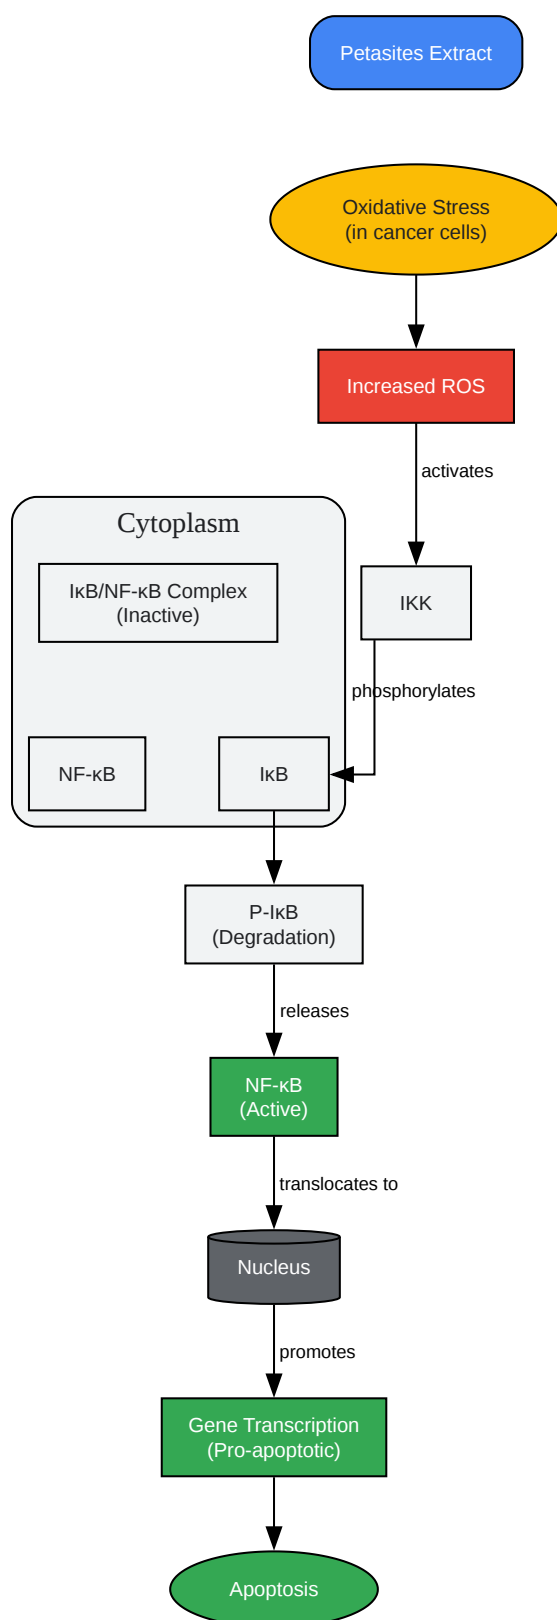 Petasites Extract
Oxidative Stress
(in cancer cells)
Increased ROS
activates
Cytoplasm
IκB/NF-κB Complex
(Inactive)
IKK
phosphorylates
NF-κB
IκB
P-IκB
(Degradation)
releases
NF-κB
(Active)
translocates to
Nucleus
promotes
Gene Transcription
(Pro-apoptotic)
Apoptosis